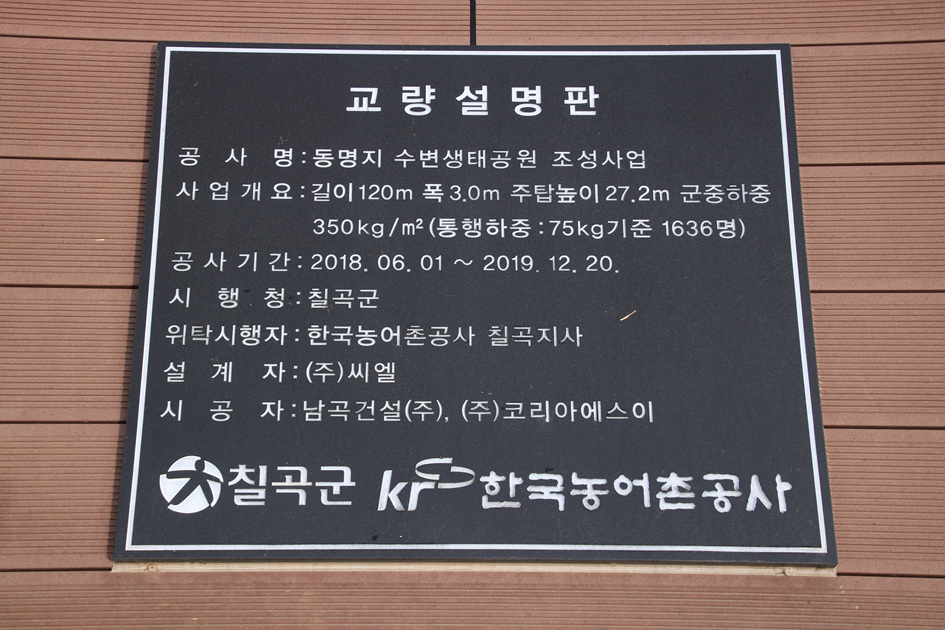 교량설명판
공 사 명 : 동명지 수변생태공원 조성사업
사 업 개 요 : 길이 120m 폭 3.0m 주탑높이 27.2m 군중하중
350kg/㎡ (통행하중 : 75kg기준 1636명)
공 사 기 간 : 2018. 06. 01 ~ 2019. 12. 20.
시 행 청 : 칠곡군
위탁시행자 : 한국농어촌공사 칠곡지사
설 계 자 : (주)씨엘
시 공 자 : 남곡건설(주), (주)코리아에스이
칠곡군 kr 한국농어촌공사